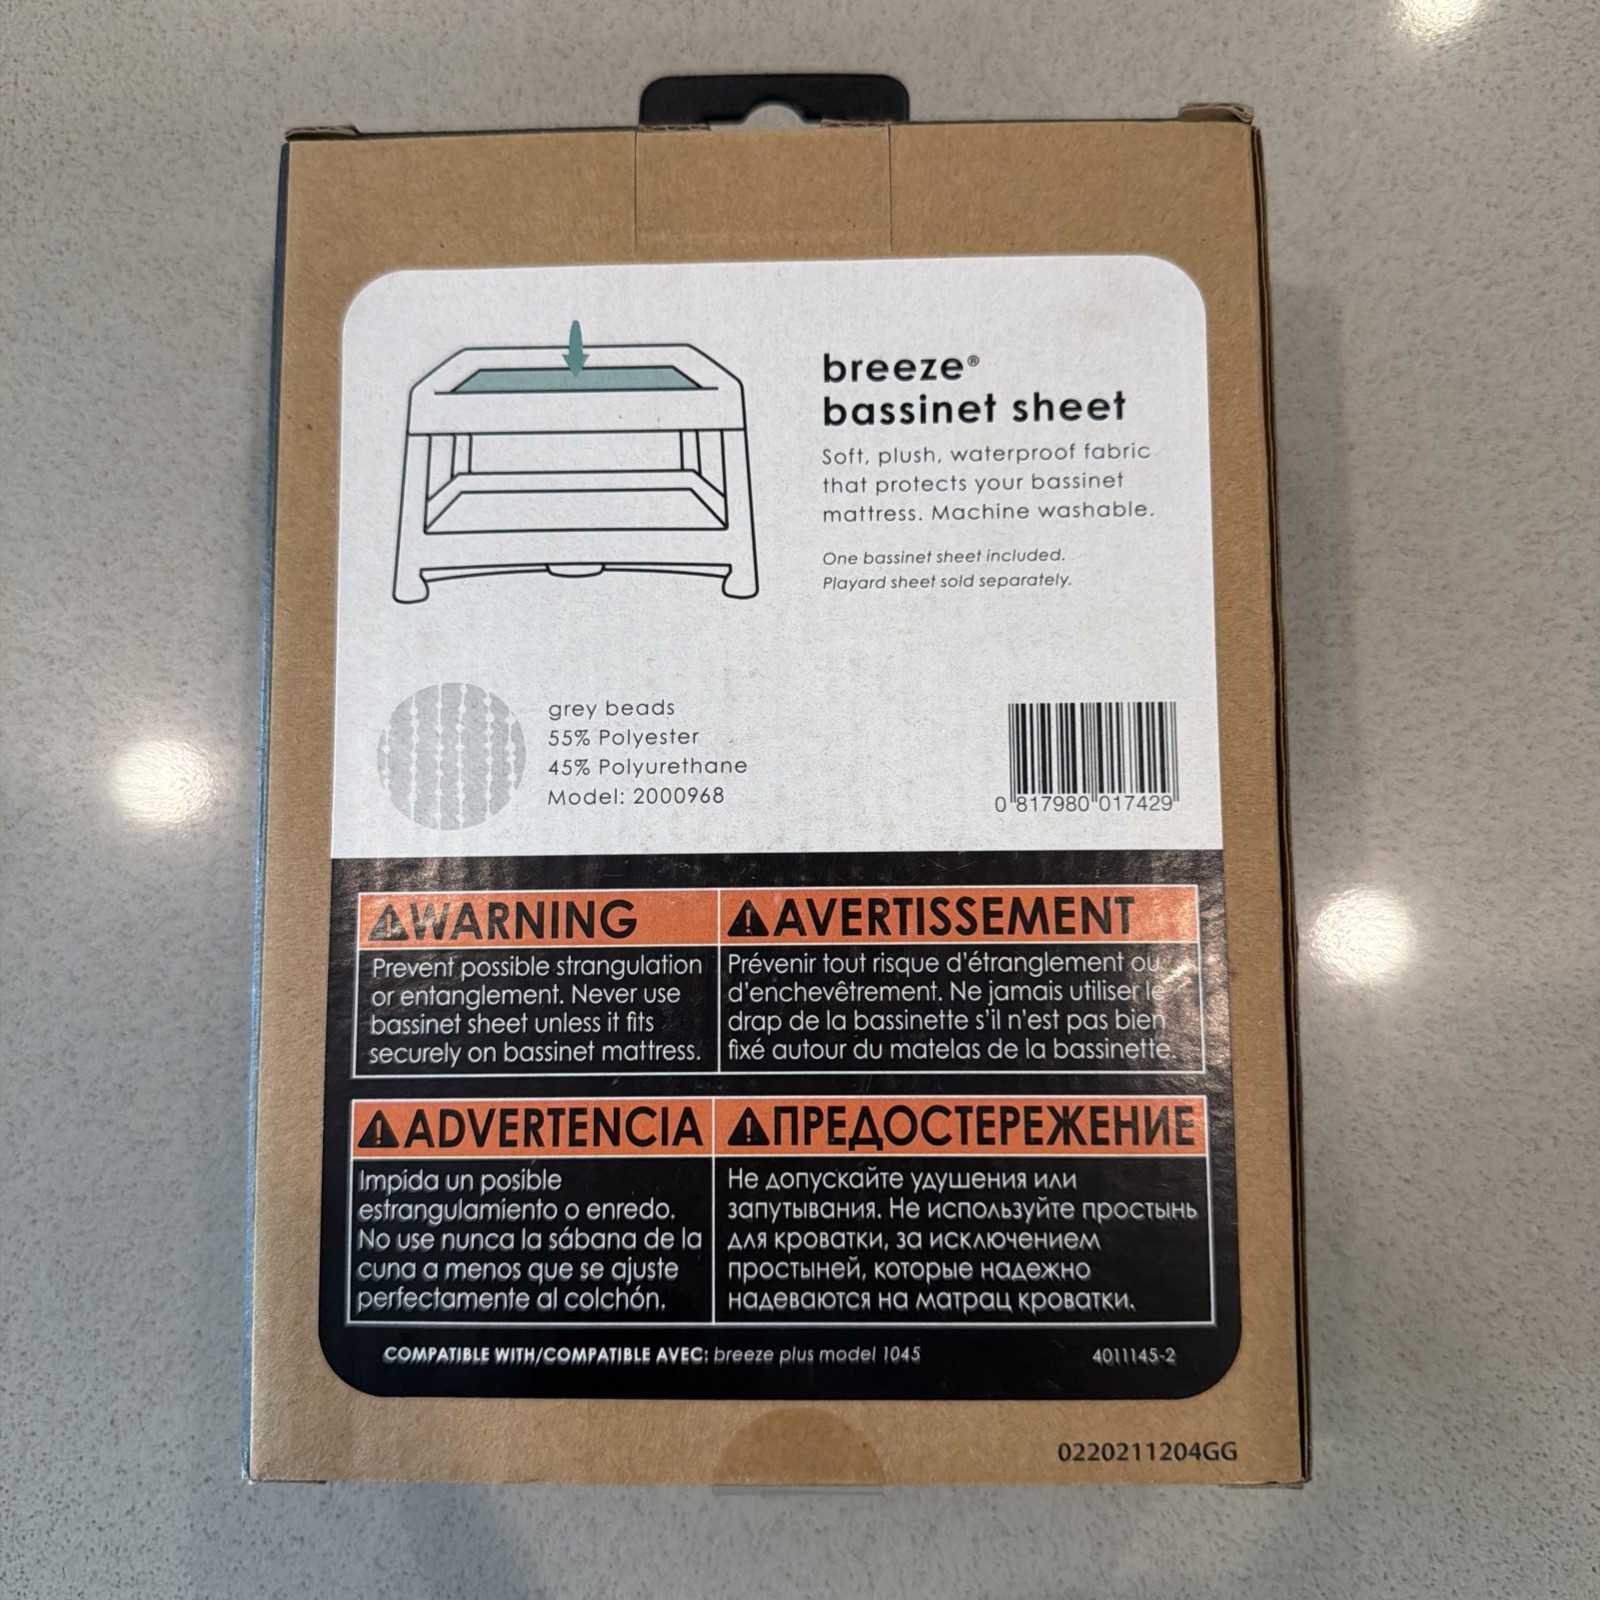 breeze®
bassinet sheet
Soft, plush, waterproof fabric
that protects your bassinet
mattress. Machine washable.
One bassinet sheet included.
Playard sheet sold separately.
grey beads
55% Polyester
45% Polyurethane
Model: 2000968
0 817980 017429
WARNING
Prevent possible strangulation
or entanglement. Never use
bassinet sheet unless it fits
securely on bassinet mattress.
AVERTISSEMENT
Prévenir tout risque d'étranglement ou
d'enchevêtrement. Ne jamais utiliser le
drap de la bassinette s'il n'est pas bien
fixé autour du matelas de la bassinette.
ADVERTENCIA
Impida un posible
estrangulamiento o enredo.
No use nunca la sábana de la
cuna a menos que se ajuste
perfectamente al colchón.
ПРЕДОСТЕРЕЖЕНИЕ
Не допускайте удушения или
запутывания. Не используйте простынь
для кроватки, за исключением
простыней, которые надежно
надеваются на матрац кроватки.
COMPATIBLE WITH/COMPATIBLE AVEC: breeze plus model 1045
4011145-2
0220211204GG